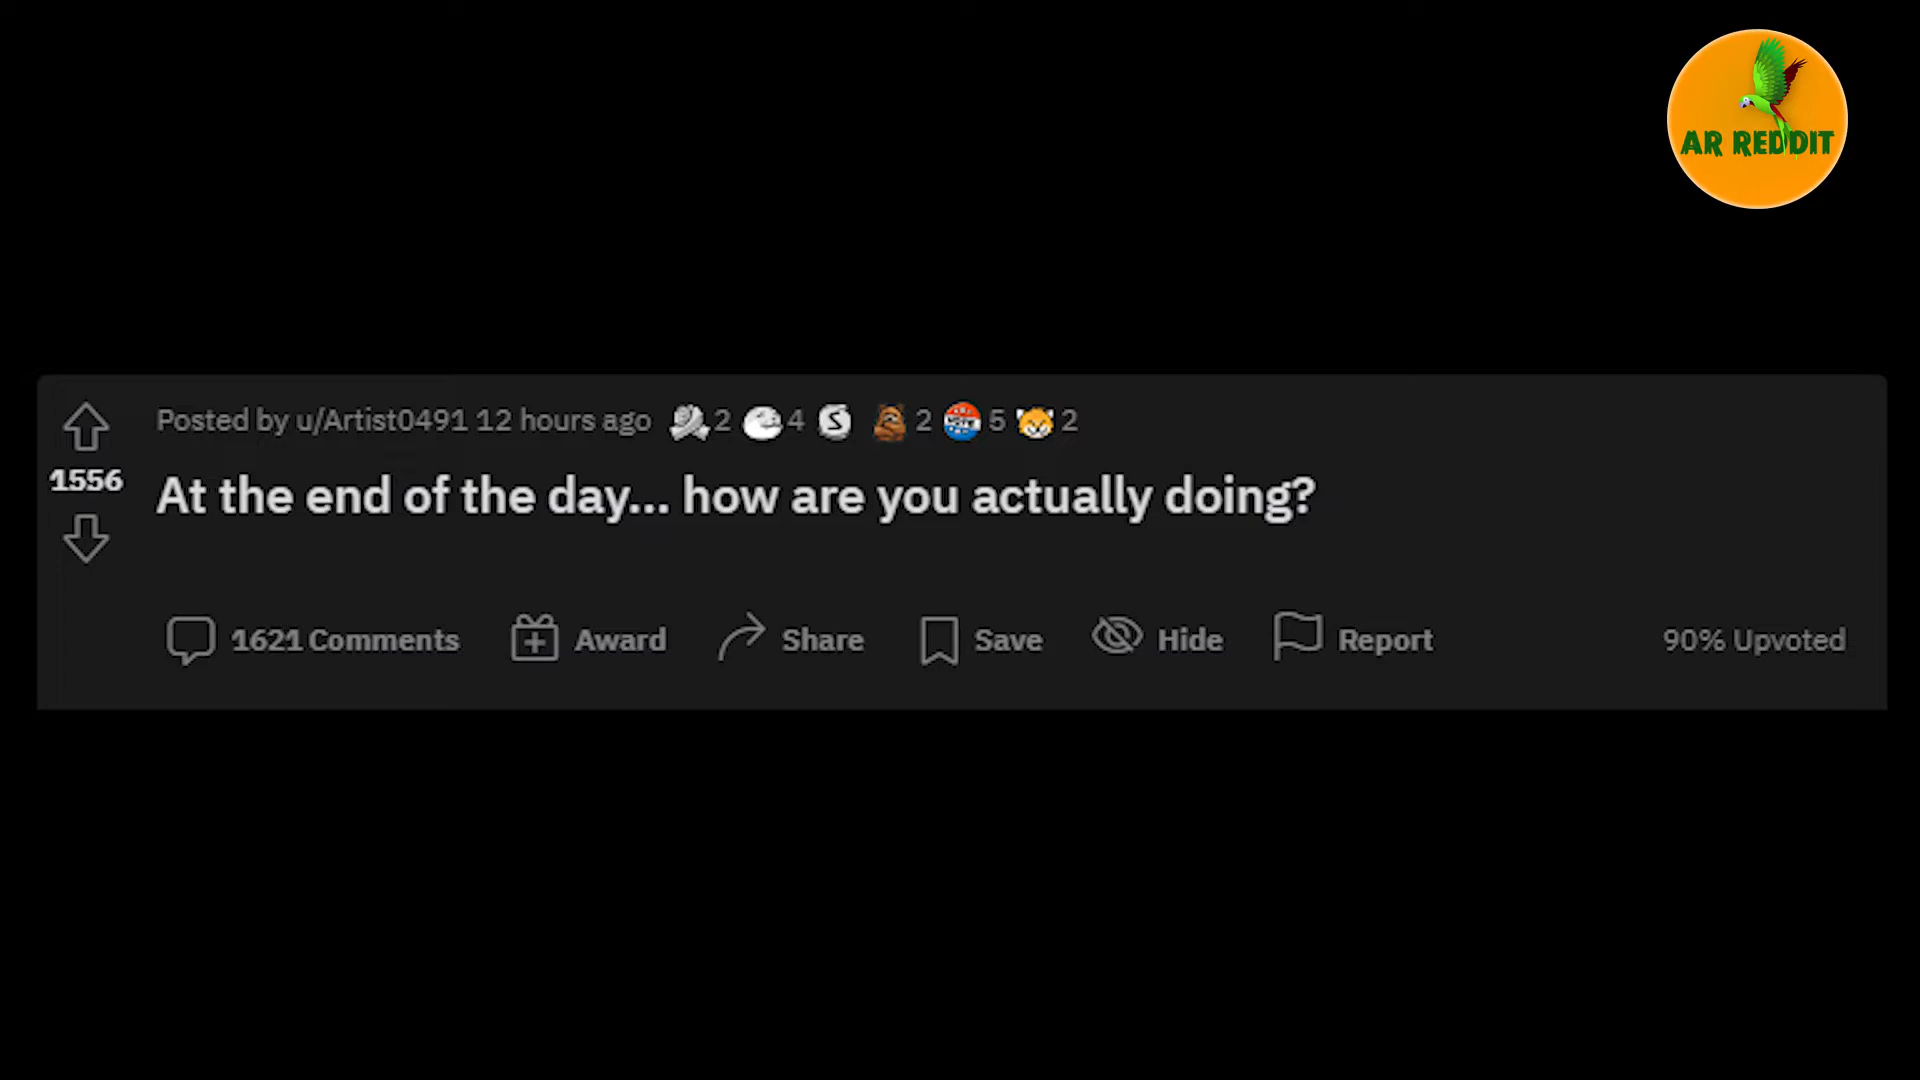 AR REDDIT
Posted by u/Artist0491 12 hours ago 2 4 S 2 VOTE 5 2
1556
At the end of the day... how are you actually doing?
1621 Comments Award Share Save Hide Report 90% Upvoted